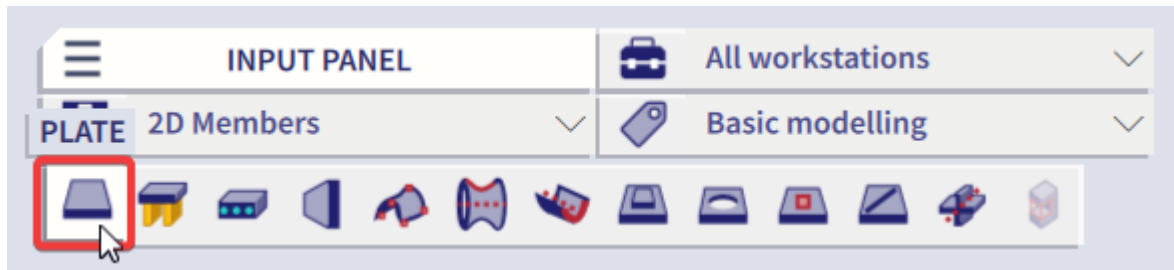 INPUT PANEL All workstations
2D Members Basic modelling
PLATE